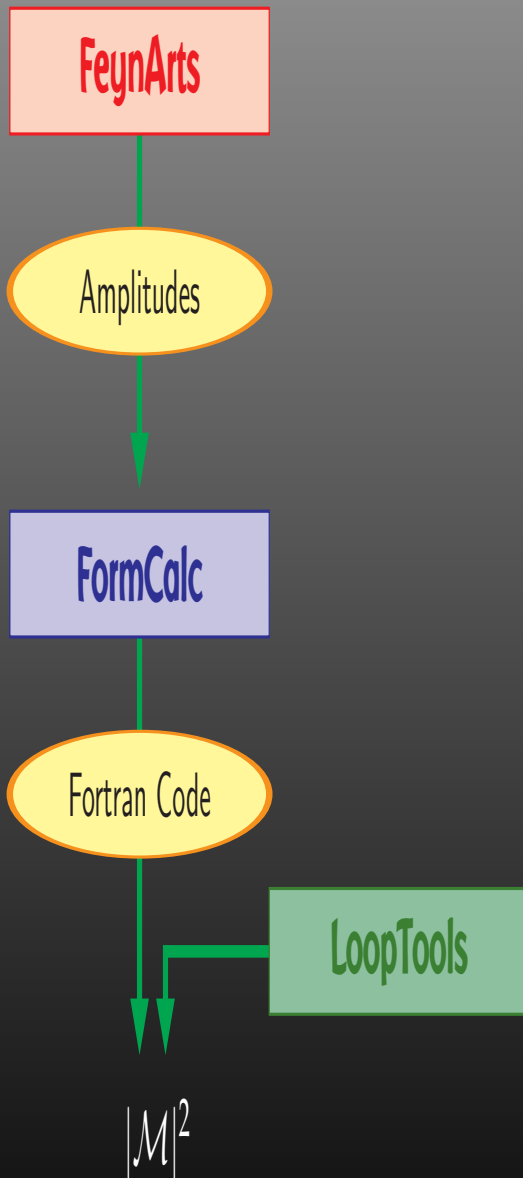 FeynArts
Amplitudes
FormCalc
Fortran Code
LoopTools
|ℳ|²